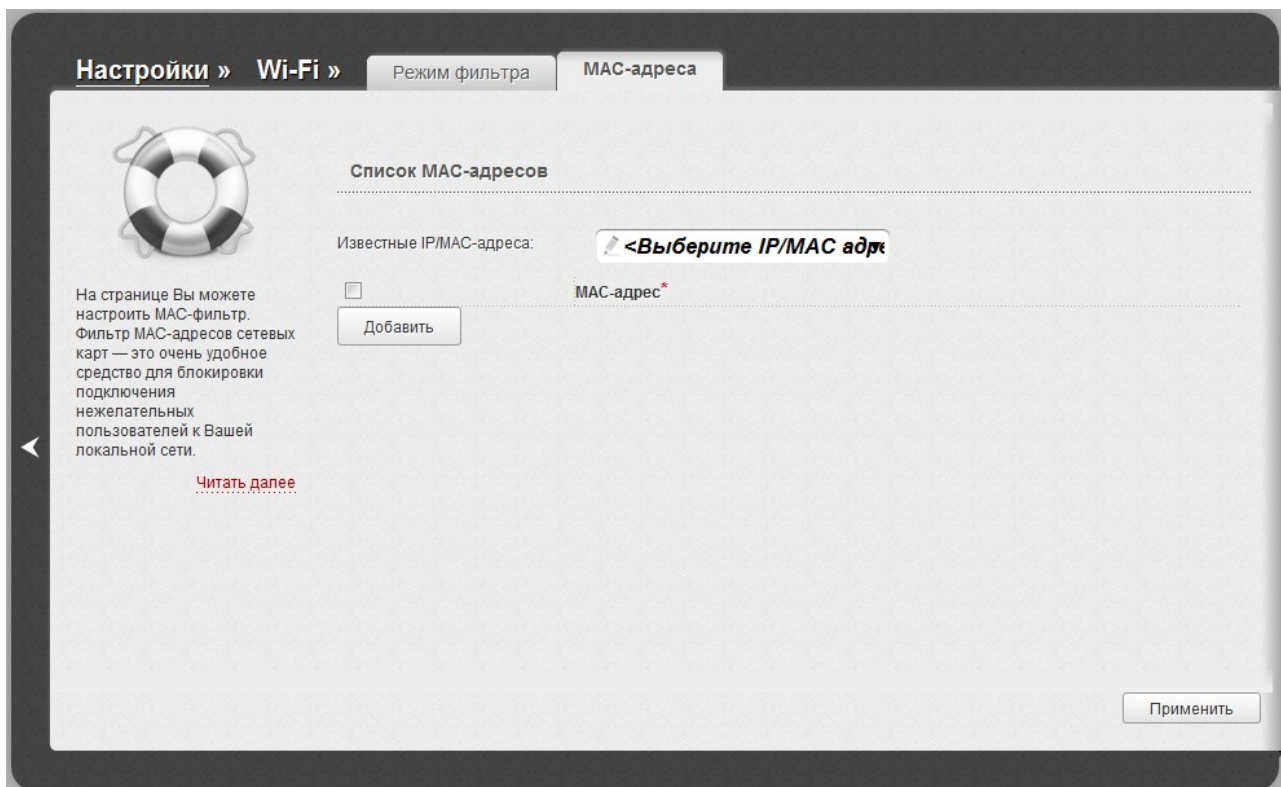 Настройки » Wi-Fi » Режим фильтра MAC-адреса
Список MAC-адресов
Известные IP/MAC-адреса: <Выберите IP/MAC адре
MAC-адрес*
Добавить
На странице Вы можете
настроить MAC-фильтр.
Фильтр MAC-адресов сетевых
карт — это очень удобное
средство для блокировки
подключения
нежелательных
пользователей к Вашей
локальной сети.
Читать далее
Применить